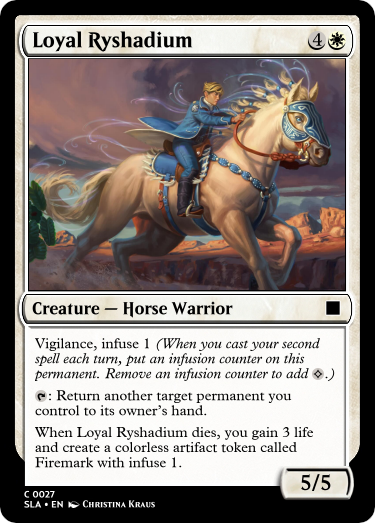 Loyal Ryshadium 4
Creature — Horse Warrior
Vigilance, infuse 1 (When you cast your second
spell each turn, put an infusion counter on this
permanent. Remove an infusion counter to add .)
: Return another target permanent you
control to its owner's hand.
When Loyal Ryshadium dies, you gain 3 life
and create a colorless artifact token called
Firemark with infuse 1.
5/5
C 0027
SLA • EN Christina Kraus